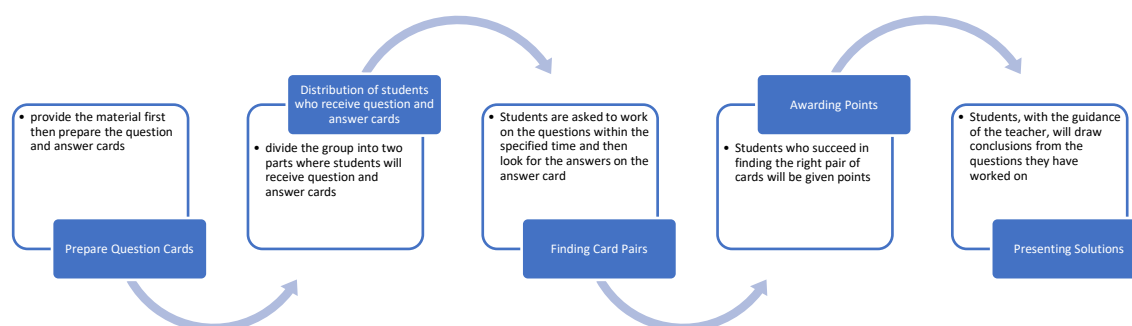 • provide the material first
then prepare the question
and answer cards
Prepare Question Cards
Distribution of students
who receive question and
answer cards
• divide the group into two
parts where students will
receive question and
answer cards
• Students are asked to work
on the questions within the
specified time and then
look for the answers on the
answer card
Finding Card Pairs
Awarding Points
• Students who succeed in
finding the right pair of
cards will be given points
• Students, with the guidance
of the teacher, will draw
conclusions from the
questions they have
worked on
Presenting Solutions